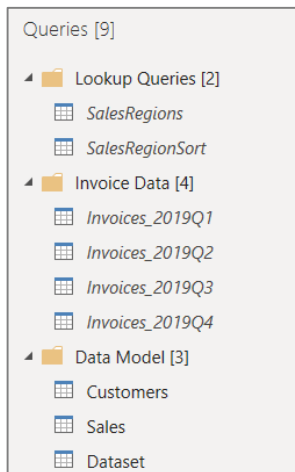 Queries [9]
Lookup Queries [2]
SalesRegions
SalesRegionSort
Invoice Data [4]
Invoices_2019Q1
Invoices_2019Q2
Invoices_2019Q3
Invoices_2019Q4
Data Model [3]
Customers
Sales
Dataset